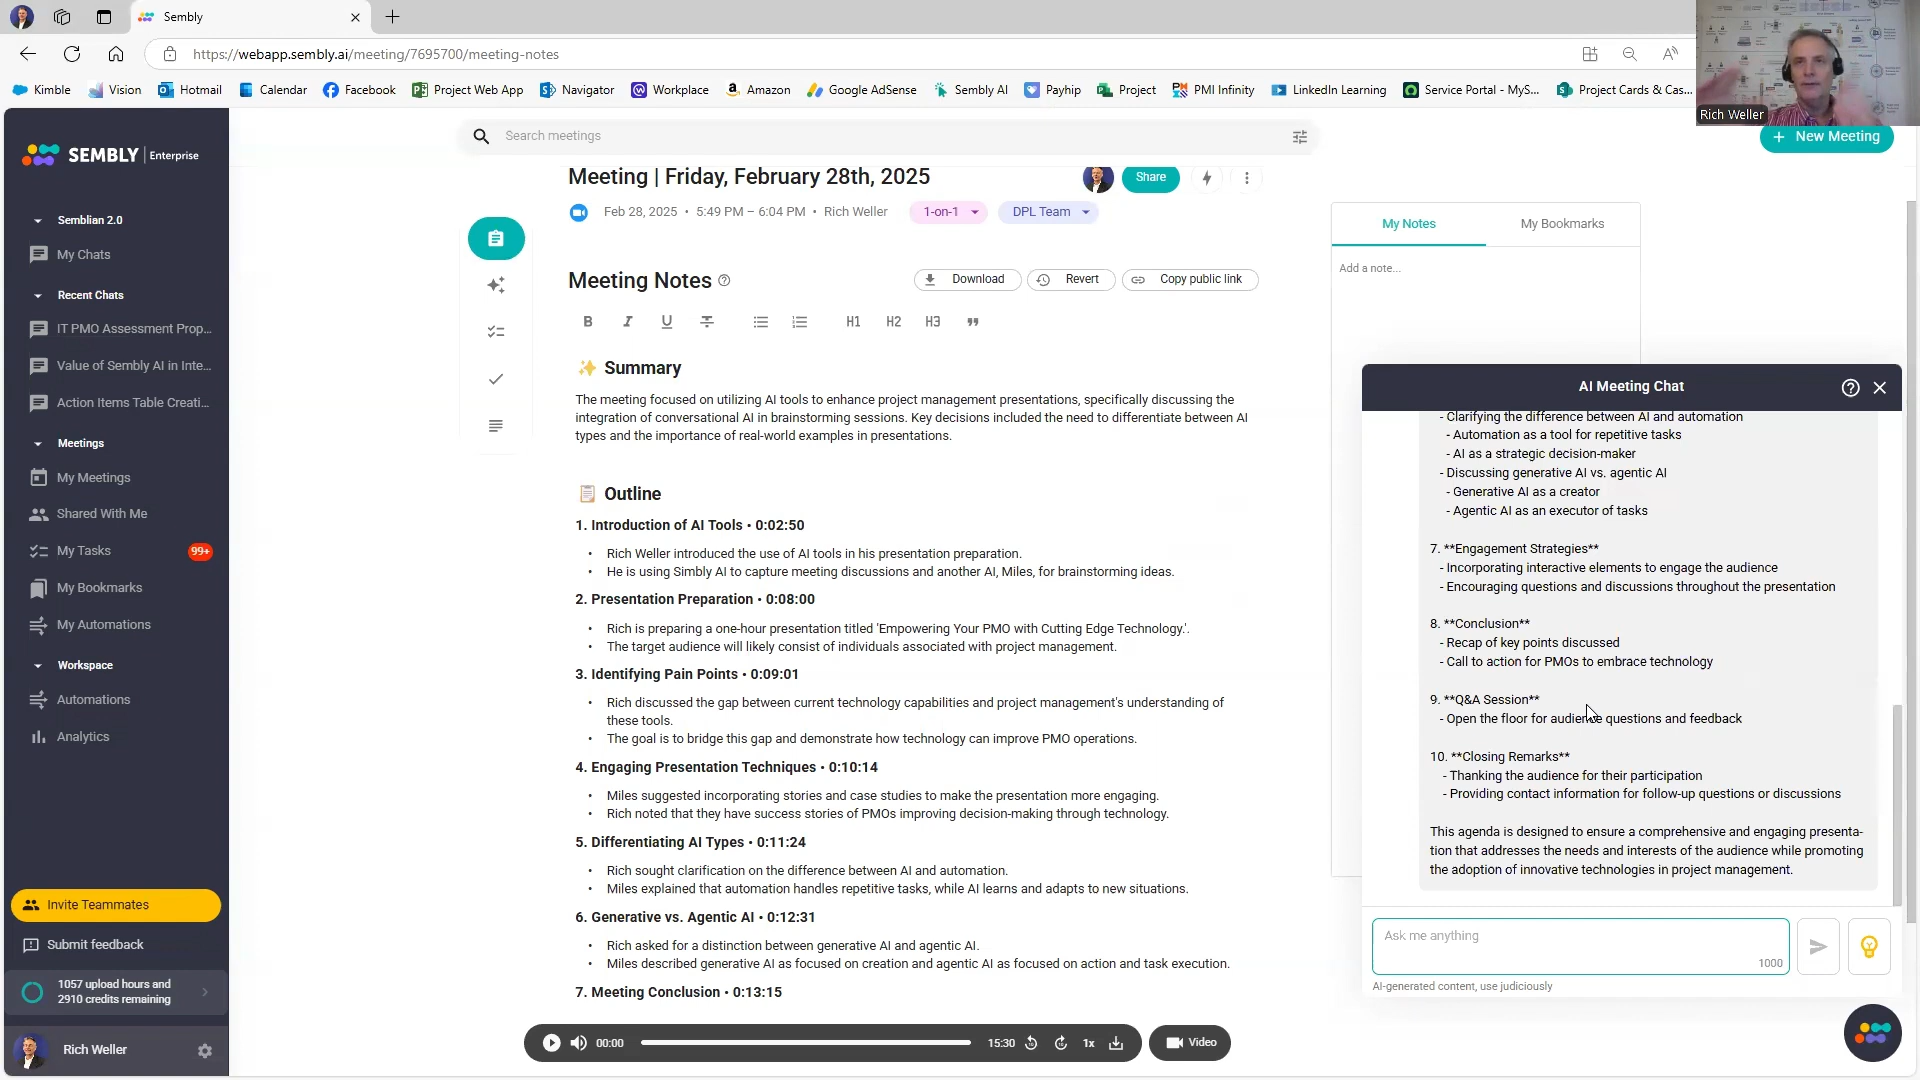 Sembly
https://webapp.sembly.ai/meeting/7695700/meeting-notes
Kimble
Vision
Hotmail
Calendar
Facebook
Project Web App
Navigator
Workplace
Amazon
Google AdSense
Sembly AI
Payhip
Project
PMI Infinity
LinkedIn Learning
Service Portal - MyS...
Project Cards & Cas...
Rich Weller
SEMBLY | Enterprise
Search meetings
+ New Meeting
Semblian 2.0
My Chats
Recent Chats
IT PMO Assessment Prop...
Value of Sembly AI in Inte...
Action Items Table Creati...
Meetings
My Meetings
Shared With Me
My Tasks
99+
My Bookmarks
My Automations
Workspace
Automations
Analytics
Invite Teammates
Submit feedback
1057 upload hours and
2910 credits remaining
Rich Weller
Meeting | Friday, February 28th, 2025
Share
Feb 28, 2025 • 5:49 PM – 6:04 PM • Rich Weller
1-on-1
DPL Team
Meeting Notes
Download
Revert
Copy public link
B I U S H1 H2 H3
Summary
The meeting focused on utilizing AI tools to enhance project management presentations, specifically discussing the
integration of conversational AI in brainstorming sessions. Key decisions included the need to differentiate between AI
types and the importance of real-world examples in presentations.
Outline
1. Introduction of AI Tools • 0:02:50
• Rich Weller introduced the use of AI tools in his presentation preparation.
• He is using Simbly AI to capture meeting discussions and another AI, Miles, for brainstorming ideas.
2. Presentation Preparation • 0:08:00
• Rich is preparing a one-hour presentation titled 'Empowering Your PMO with Cutting Edge Technology.'.
• The target audience will likely consist of individuals associated with project management.
3. Identifying Pain Points • 0:09:01
• Rich discussed the gap between current technology capabilities and project management's understanding of
these tools.
• The goal is to bridge this gap and demonstrate how technology can improve PMO operations.
4. Engaging Presentation Techniques • 0:10:14
• Miles suggested incorporating stories and case studies to make the presentation more engaging.
• Rich noted that they have success stories of PMOs improving decision-making through technology.
5. Differentiating AI Types • 0:11:24
• Rich sought clarification on the difference between AI and automation.
• Miles explained that automation handles repetitive tasks, while AI learns and adapts to new situations.
6. Generative vs. Agentic AI • 0:12:31
• Rich asked for a distinction between generative AI and agentic AI.
• Miles described generative AI as focused on creation and agentic AI as focused on action and task execution.
7. Meeting Conclusion • 0:13:15
00:00
15:30
1x
Video
My Notes
My Bookmarks
Add a note...
AI Meeting Chat
- Clarifying the difference between AI and automation
- Automation as a tool for repetitive tasks
- AI as a strategic decision-maker
- Discussing generative AI vs. agentic AI
- Generative AI as a creator
- Agentic AI as an executor of tasks
7. **Engagement Strategies**
- Incorporating interactive elements to engage the audience
- Encouraging questions and discussions throughout the presentation
8. **Conclusion**
- Recap of key points discussed
- Call to action for PMOs to embrace technology
9. **Q&A Session**
- Open the floor for audience questions and feedback
10. **Closing Remarks**
- Thanking the audience for their participation
- Providing contact information for follow-up questions or discussions
This agenda is designed to ensure a comprehensive and engaging presenta-
tion that addresses the needs and interests of the audience while promoting
the adoption of innovative technologies in project management.
Ask me anything
1000
AI-generated content, use judiciously